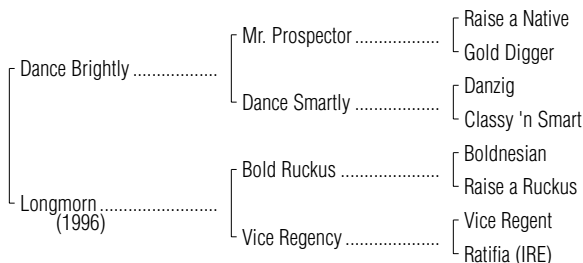 Raise a Native
Mr. Prospector ...................
Gold Digger
Dance Brightly ...................
Danzig
Dance Smartly ...................
Classy 'n Smart
Boldnesian
Bold Ruckus ......................
Raise a Ruckus
Longmorn ..........................
(1996)
Vice Regent
Vice Regency .....................
Ratifia (IRE)